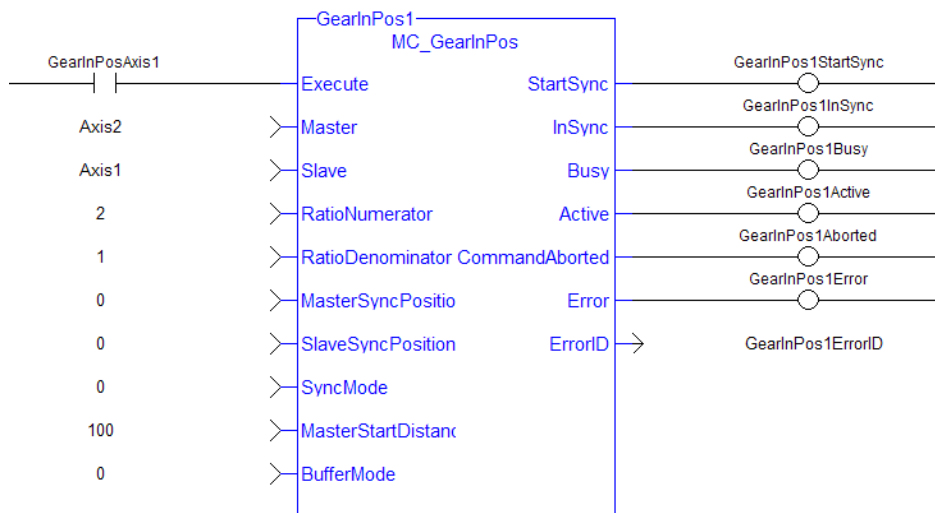 GearInPos1
MC_GearInPos
GearInPosAxis1
Execute
StartSync
GearInPos1StartSync
Axis2
Master
InSync
GearInPos1InSync
Axis1
Slave
Busy
GearInPos1Busy
2
RatioNumerator
Active
GearInPos1Active
1
RatioDenominator
CommandAborted
GearInPos1Aborted
0
MasterSyncPositio
Error
GearInPos1Error
0
SlaveSyncPosition
ErrorID
GearInPos1ErrorID
0
SyncMode
100
MasterStartDistanc
0
BufferMode